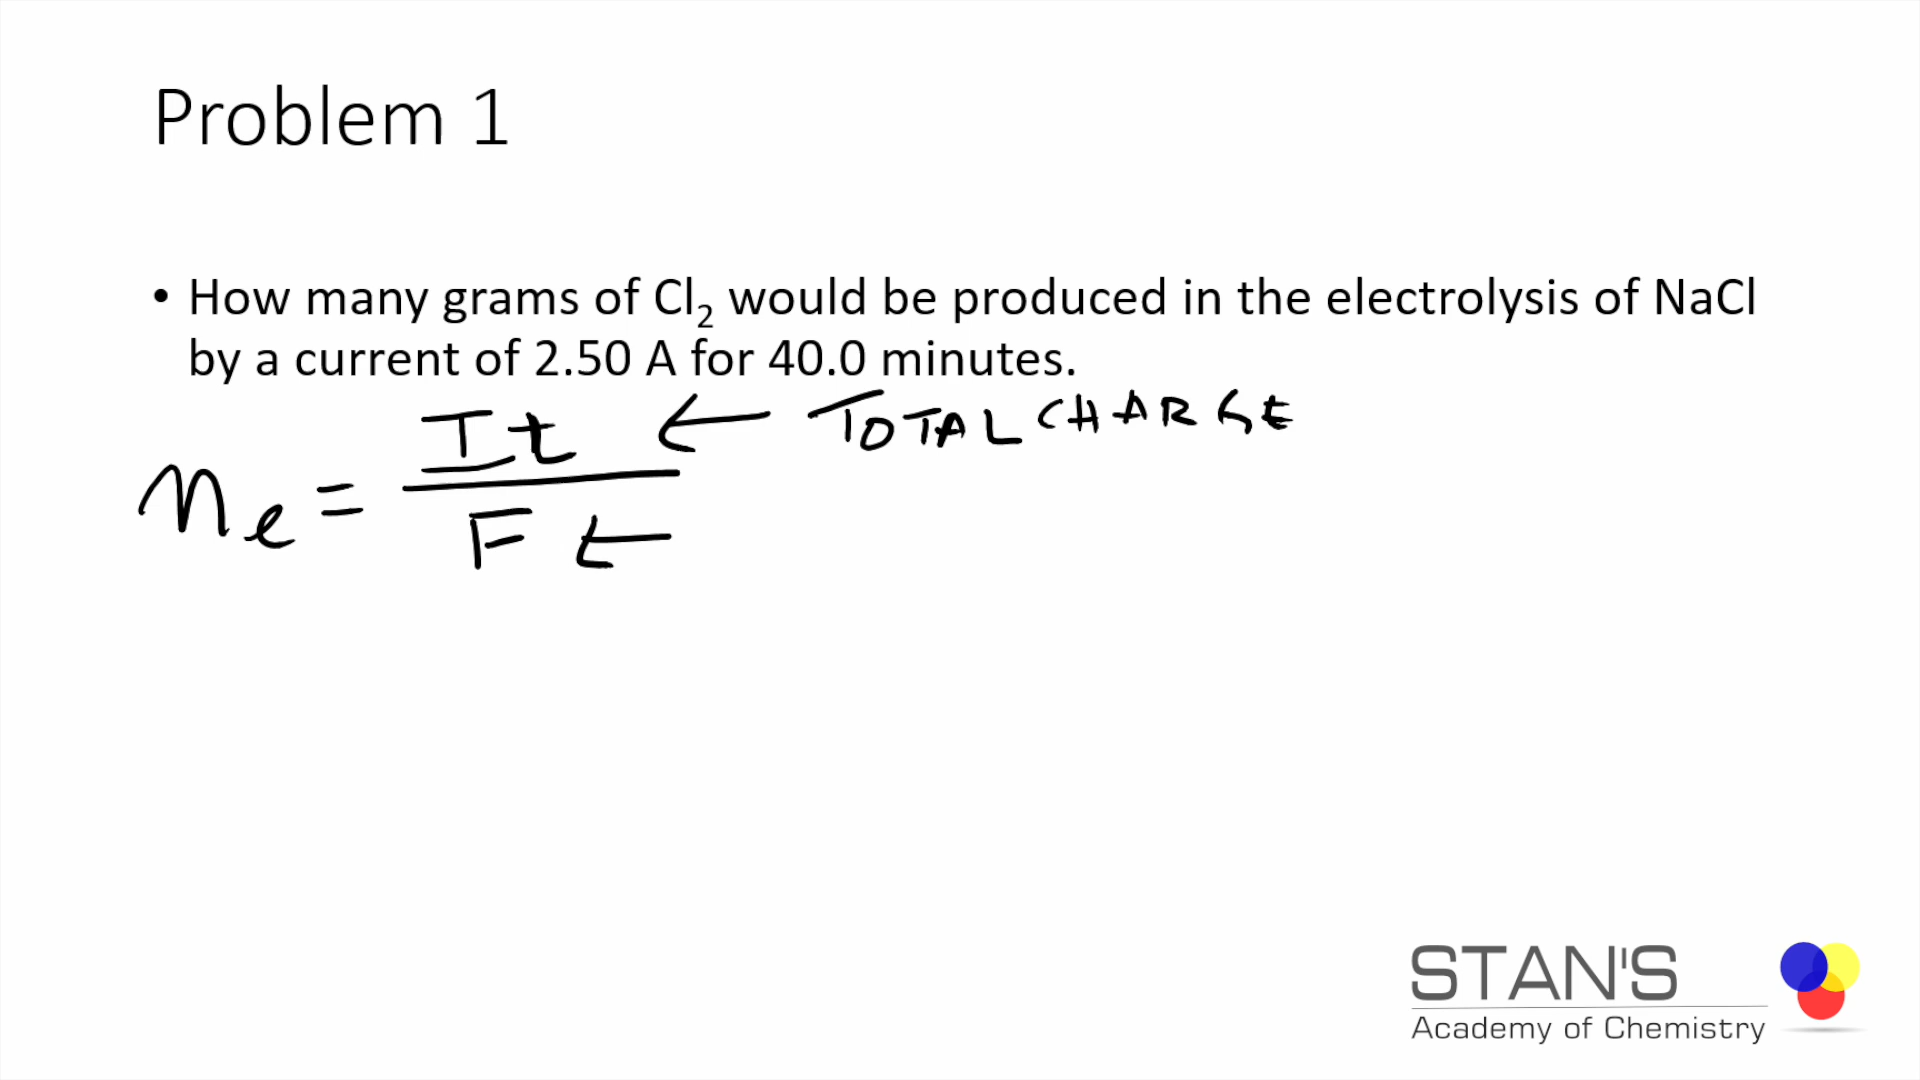 Problem 1
• How many grams of Cl₂ would be produced in the electrolysis of NaCl
by a current of 2.50 A for 40.0 minutes.
It ← TOTAL CHARGE
nₑ =
F ←
STAN'S
Academy of Chemistry